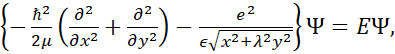 {−ħ²/2μ (∂²/∂x² + ∂²/∂y²) − e²/ϵ√(x²+λ²y²)} Ψ = EΨ,